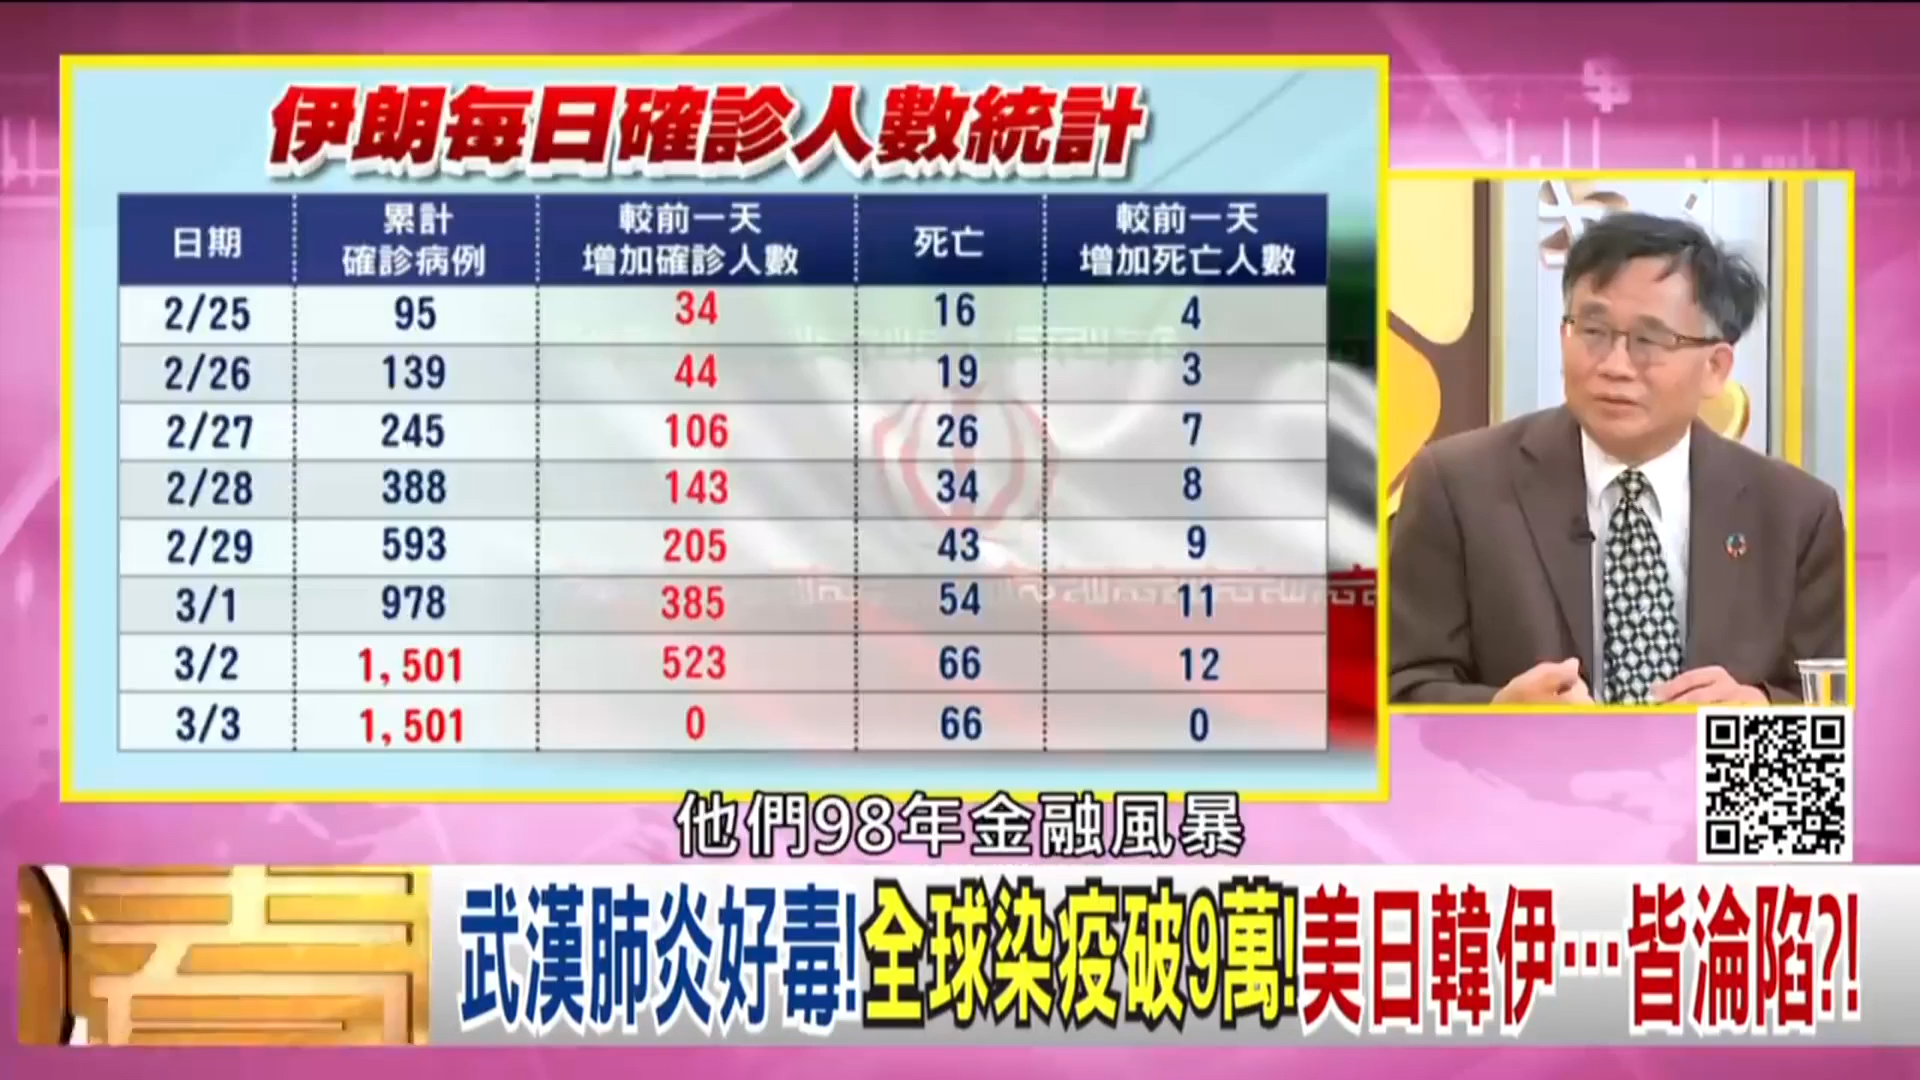 伊朗每日確診人數統計
日期 累計確診病例 較前一天增加確診人數 死亡 較前一天增加死亡人數
2/25 95 34 16 4
2/26 139 44 19 3
2/27 245 106 26 7
2/28 388 143 34 8
2/29 593 205 43 9
3/1 978 385 54 11
3/2 1,501 523 66 12
3/3 1,501 0 66 0
他們98年金融風暴
武漢肺炎好毒!全球染疫破9萬!美日韓伊…皆淪陷?!